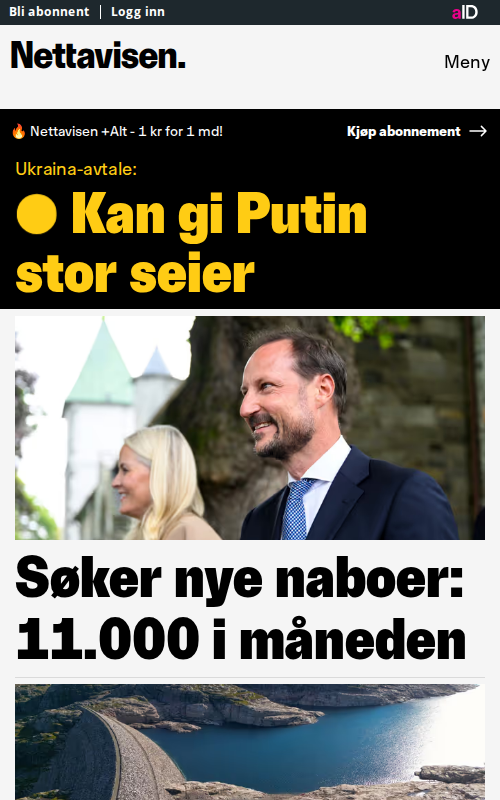 Bli abonnent | Logg inn
aID
Nettavisen.
Meny
🔥 Nettavisen +Alt - 1 kr for 1 md!
Kjøp abonnement →
Ukraina-avtale:
Kan gi Putin
stor seier
Søker nye naboer:
11.000 i måneden